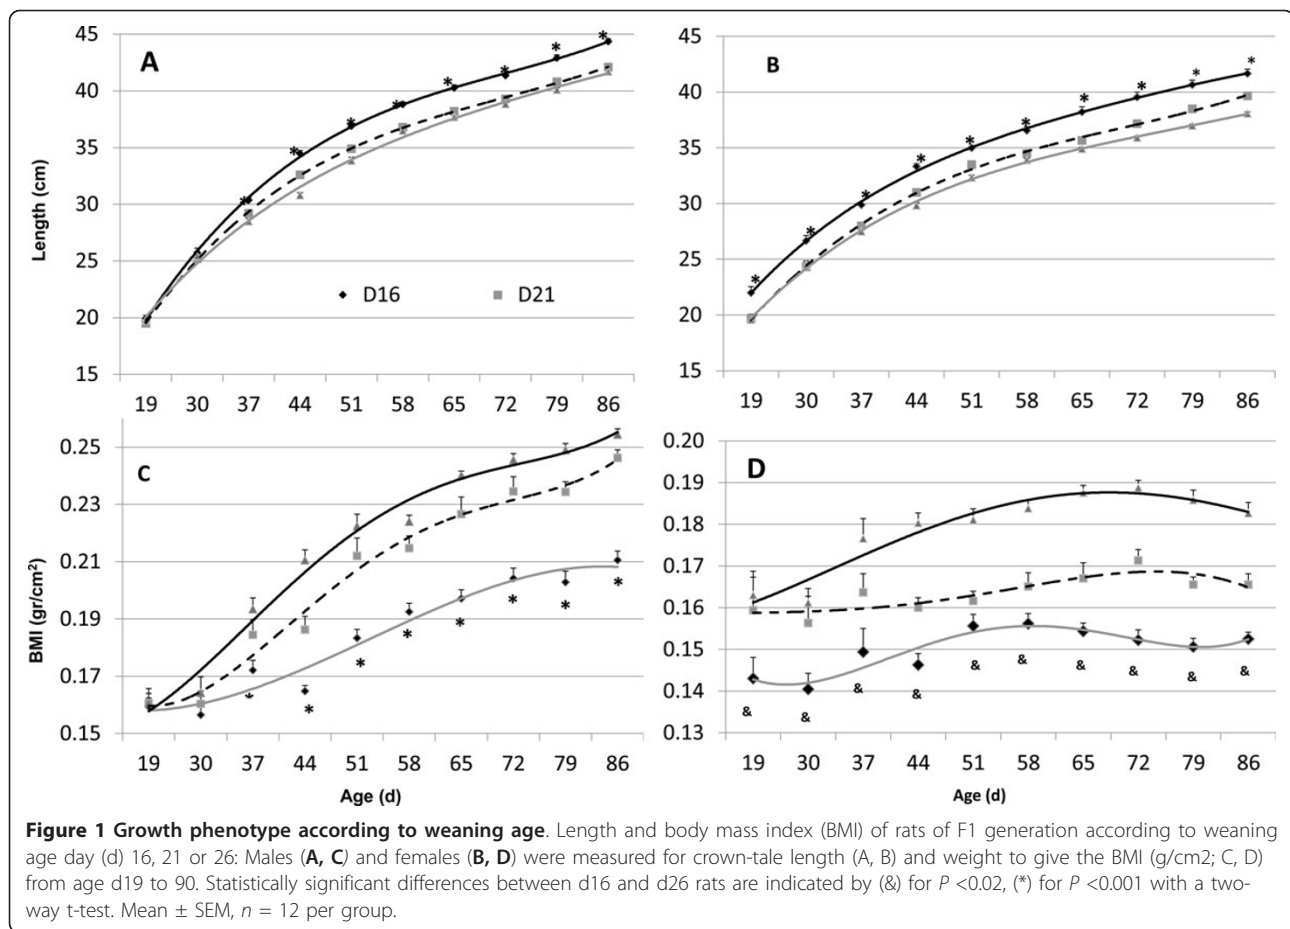 A
Length (cm)
45
40
35
30
25
20
15
19 30 37 44 51 58 65 72 79 86
* * * * * * * *
D16 D21
B
45
40
35
30
25
20
15
19 30 37 44 51 58 65 72 79 86
* * * * * * * * * *
C
BMI (gr/cm²)
0.25
0.23
0.21
0.19
0.17
0.15
19 30 37 44 51 58 65 72 79 86
* * * * * * * *
Age (d)
D
0.20
0.19
0.18
0.17
0.16
0.15
0.14
0.13
19 30 37 44 51 58 65 72 79 86
& & & & & & & & & &
Age (d)
Figure 1 Growth phenotype according to weaning age. Length and body mass index (BMI) of rats of F1 generation according to weaning
age day (d) 16, 21 or 26: Males (A, C) and females (B, D) were measured for crown-tale length (A, B) and weight to give the BMI (g/cm2; C, D)
from age d19 to 90. Statistically significant differences between d16 and d26 rats are indicated by (&) for P <0.02, (*) for P <0.001 with a two-
way t-test. Mean ± SEM, n = 12 per group.